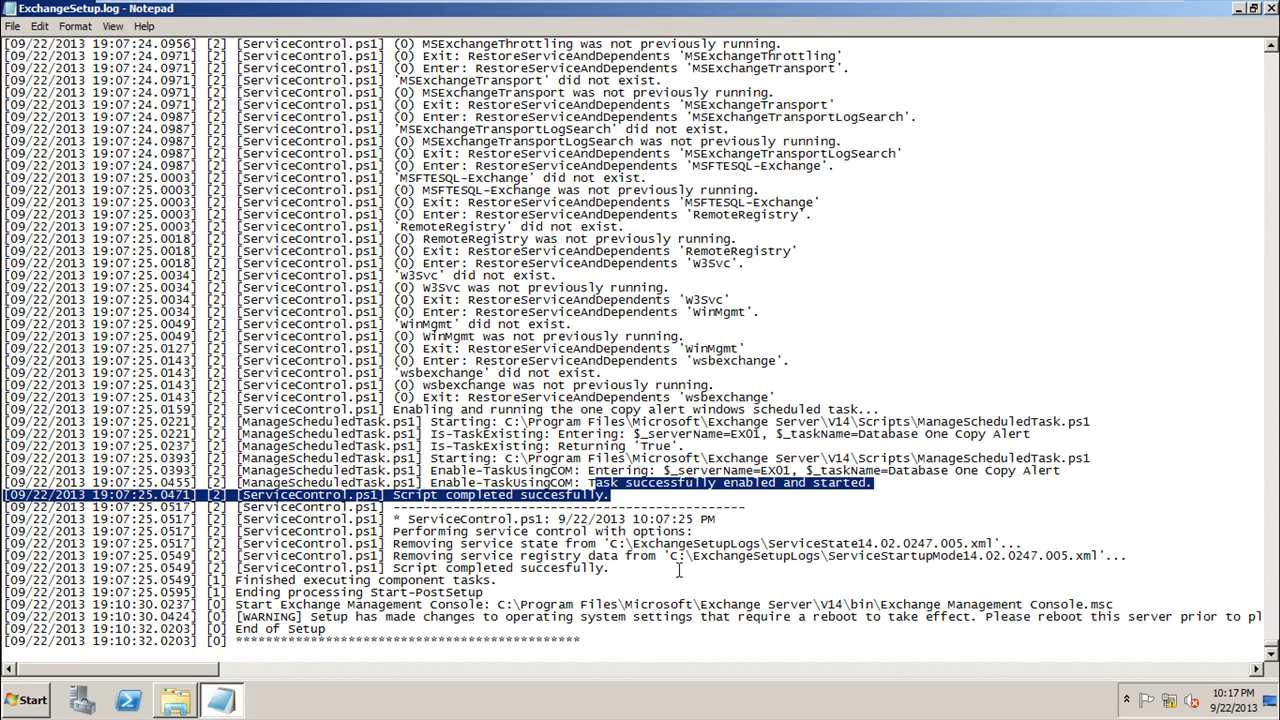 ExchangeSetup.log - Notepad
File Edit Format View Help
[09/22/2013 19:07:24.0956] [2] [ServiceControl.ps1] (0) MSExchangeThrottling was not previously running.
[09/22/2013 19:07:24.0971] [2] [ServiceControl.ps1] (0) Exit: RestoreServiceAndDependents 'MSExchangeThrottling'
[09/22/2013 19:07:24.0971] [2] [ServiceControl.ps1] (0) Enter: RestoreServiceAndDependents 'MSExchangeTransport'.
[09/22/2013 19:07:24.0971] [2] [ServiceControl.ps1] 'MSExchangeTransport' did not exist.
[09/22/2013 19:07:24.0971] [2] [ServiceControl.ps1] (0) MSExchangeTransport was not previously running.
[09/22/2013 19:07:24.0971] [2] [ServiceControl.ps1] (0) Exit: RestoreServiceAndDependents 'MSExchangeTransport'
[09/22/2013 19:07:24.0987] [2] [ServiceControl.ps1] (0) Enter: RestoreServiceAndDependents 'MSExchangeTransportLogSearch'.
[09/22/2013 19:07:24.0987] [2] [ServiceControl.ps1] 'MSExchangeTransportLogSearch' did not exist.
[09/22/2013 19:07:24.0987] [2] [ServiceControl.ps1] (0) MSExchangeTransportLogSearch was not previously running.
[09/22/2013 19:07:24.0987] [2] [ServiceControl.ps1] (0) Exit: RestoreServiceAndDependents 'MSExchangeTransportLogSearch'
[09/22/2013 19:07:24.0987] [2] [ServiceControl.ps1] (0) Enter: RestoreServiceAndDependents 'MSFTESQL-Exchange'.
[09/22/2013 19:07:25.0003] [2] [ServiceControl.ps1] 'MSFTESQL-Exchange' did not exist.
[09/22/2013 19:07:25.0003] [2] [ServiceControl.ps1] (0) MSFTESQL-Exchange was not previously running.
[09/22/2013 19:07:25.0003] [2] [ServiceControl.ps1] (0) Exit: RestoreServiceAndDependents 'MSFTESQL-Exchange'
[09/22/2013 19:07:25.0003] [2] [ServiceControl.ps1] (0) Enter: RestoreServiceAndDependents 'RemoteRegistry'.
[09/22/2013 19:07:25.0003] [2] [ServiceControl.ps1] 'RemoteRegistry' did not exist.
[09/22/2013 19:07:25.0018] [2] [ServiceControl.ps1] (0) RemoteRegistry was not previously running.
[09/22/2013 19:07:25.0018] [2] [ServiceControl.ps1] (0) Exit: RestoreServiceAndDependents 'RemoteRegistry'
[09/22/2013 19:07:25.0018] [2] [ServiceControl.ps1] (0) Enter: RestoreServiceAndDependents 'W3Svc'.
[09/22/2013 19:07:25.0034] [2] [ServiceControl.ps1] 'W3Svc' did not exist.
[09/22/2013 19:07:25.0034] [2] [ServiceControl.ps1] (0) W3Svc was not previously running.
[09/22/2013 19:07:25.0034] [2] [ServiceControl.ps1] (0) Exit: RestoreServiceAndDependents 'W3Svc'
[09/22/2013 19:07:25.0034] [2] [ServiceControl.ps1] (0) Enter: RestoreServiceAndDependents 'WinMgmt'.
[09/22/2013 19:07:25.0049] [2] [ServiceControl.ps1] 'WinMgmt' did not exist.
[09/22/2013 19:07:25.0049] [2] [ServiceControl.ps1] (0) WinMgmt was not previously running.
[09/22/2013 19:07:25.0127] [2] [ServiceControl.ps1] (0) Exit: RestoreServiceAndDependents 'WinMgmt'
[09/22/2013 19:07:25.0143] [2] [ServiceControl.ps1] (0) Enter: RestoreServiceAndDependents 'wsbexchange'.
[09/22/2013 19:07:25.0143] [2] [ServiceControl.ps1] 'wsbexchange' did not exist.
[09/22/2013 19:07:25.0143] [2] [ServiceControl.ps1] (0) wsbexchange was not previously running.
[09/22/2013 19:07:25.0143] [2] [ServiceControl.ps1] (0) Exit: RestoreServiceAndDependents 'wsbexchange'
[09/22/2013 19:07:25.0159] [2] [ServiceControl.ps1] Enabling and running the one copy alert windows scheduled task...
[09/22/2013 19:07:25.0221] [2] [ManageScheduledTask.ps1] Starting: C:\Program Files\Microsoft\Exchange Server\V14\Scripts\ManageScheduledTask.ps1
[09/22/2013 19:07:25.0221] [2] [ManageScheduledTask.ps1] Is-TaskExisting: Entering: $_serverName=EX01, $_taskName=Database One Copy Alert
[09/22/2013 19:07:25.0237] [2] [ManageScheduledTask.ps1] Is-TaskExisting: Returning 'True'.
[09/22/2013 19:07:25.0393] [2] [ManageScheduledTask.ps1] Starting: C:\Program Files\Microsoft\Exchange Server\V14\Scripts\ManageScheduledTask.ps1
[09/22/2013 19:07:25.0393] [2] [ManageScheduledTask.ps1] Enable-TaskUsingCOM: Entering: $_serverName=EX01, $_taskName=Database One Copy Alert
[09/22/2013 19:07:25.0455] [2] [ManageScheduledTask.ps1] Enable-TaskUsingCOM: Task successfully enabled and started.
[09/22/2013 19:07:25.0471] [2] [ServiceControl.ps1] Script completed succesfully.
[09/22/2013 19:07:25.0517] [2] [ServiceControl.ps1] -----------------------------------------------
[09/22/2013 19:07:25.0517] [2] [ServiceControl.ps1] * ServiceControl.ps1: 9/22/2013 10:07:25 PM
[09/22/2013 19:07:25.0517] [2] [ServiceControl.ps1] Performing service control with options:
[09/22/2013 19:07:25.0517] [2] [ServiceControl.ps1] Removing service state from 'C:\ExchangeSetupLogs\ServiceState14.02.0247.005.xml'...
[09/22/2013 19:07:25.0549] [2] [ServiceControl.ps1] Removing service registry data from 'C:\ExchangeSetupLogs\ServiceStartupMode14.02.0247.005.xml'...
[09/22/2013 19:07:25.0549] [2] [ServiceControl.ps1] Script completed succesfully.
[09/22/2013 19:07:25.0549] [1] Finished executing component tasks.
[09/22/2013 19:07:25.0595] [1] Ending processing Start-PostSetup
[09/22/2013 19:10:30.0237] [0] Start Exchange Management Console: C:\Program Files\Microsoft\Exchange Server\V14\bin\Exchange Management Console.msc
[09/22/2013 19:10:30.0424] [0] [WARNING] Setup has made changes to operating system settings that require a reboot to take effect. Please reboot this server prior to pl
[09/22/2013 19:10:32.0203] [0] End of Setup
[09/22/2013 19:10:32.0203] [0] **********************************************
Start
10:17 PM
9/22/2013